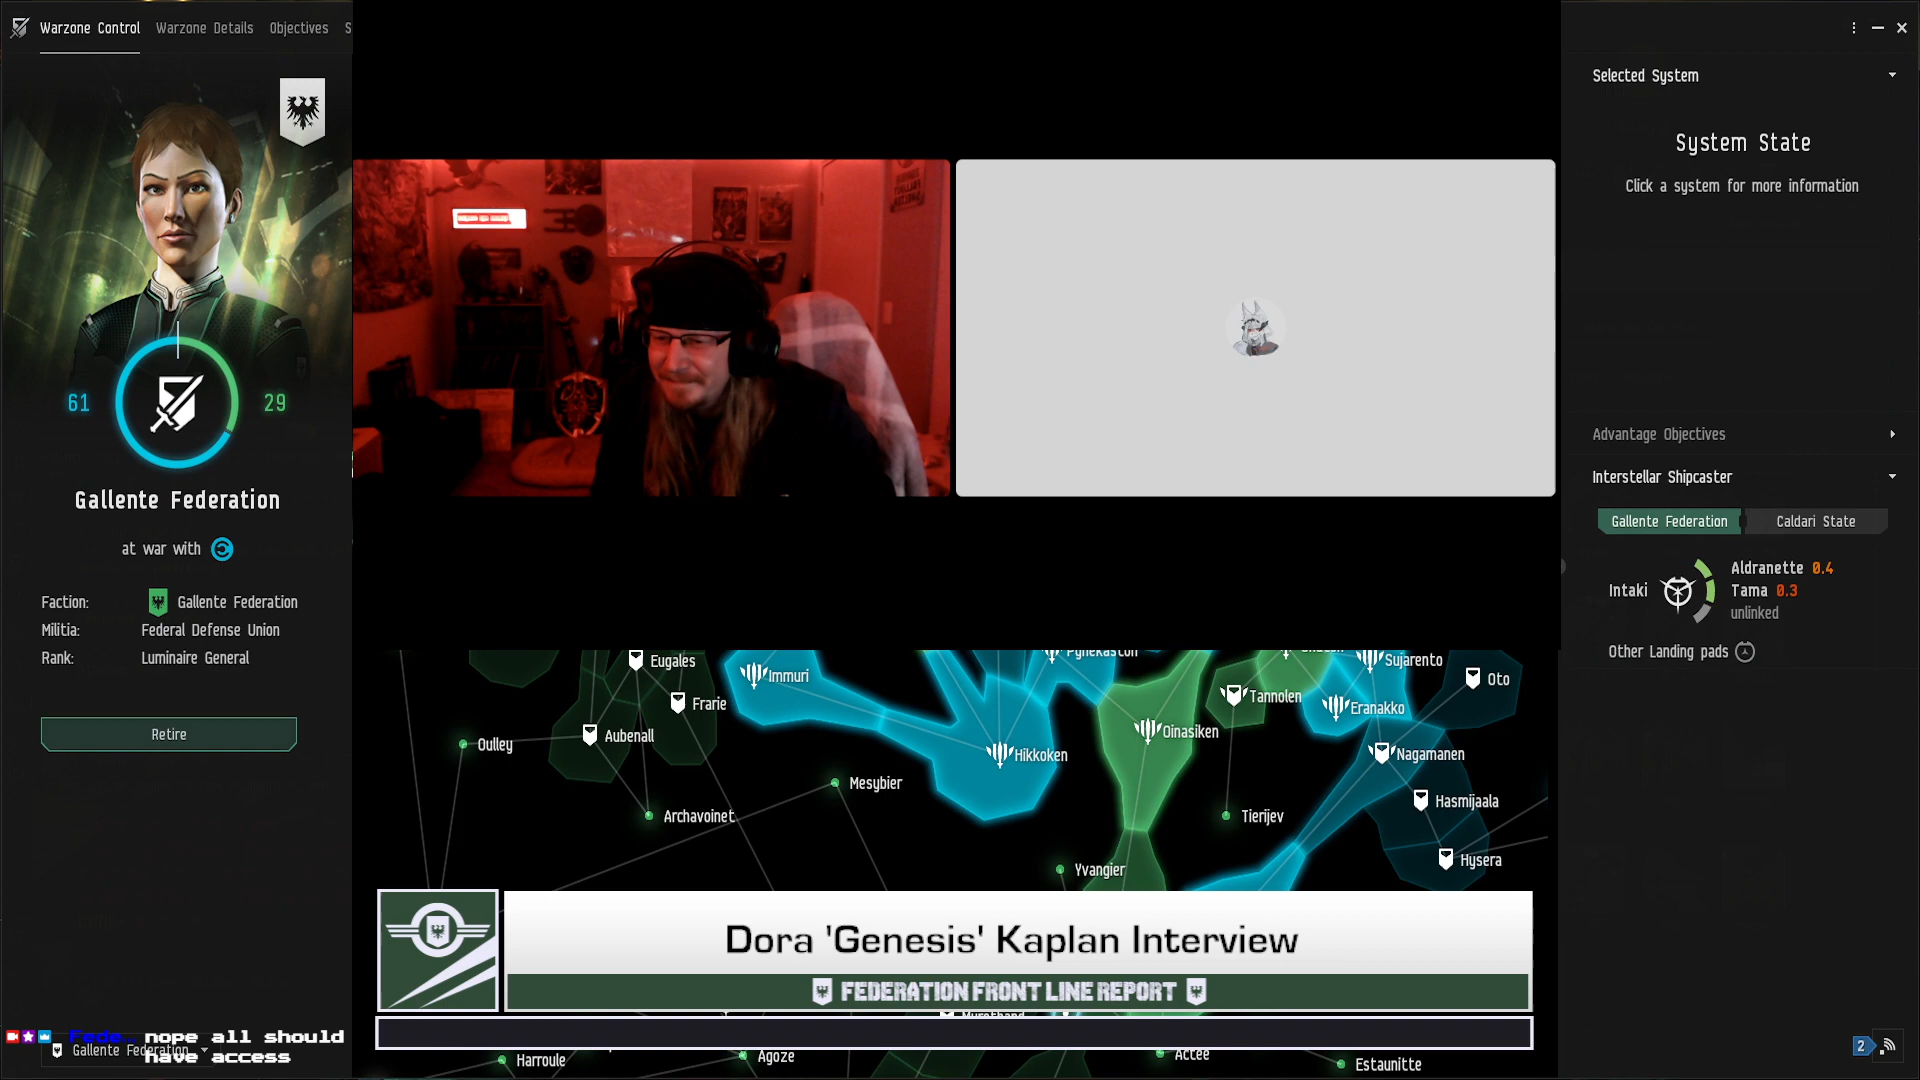 Warzone Control
Warzone Details
Objectives
S
61
29
Gallente Federation
at war with
Faction:
Gallente Federation
Militia:
Federal Defense Union
Rank:
Luminaire General
Retire
Selected System
System State
Click a system for more information
Advantage Objectives
Interstellar Shipcaster
Gallente Federation
Caldari State
Intaki
Aldranette 0.4
Tama 0.3
unlinked
Other Landing pads
Eugales
Immuri
Pynekaston
Sujarento
Oto
Frarie
Tannolen
Eranakko
Aubenall
Oulley
Oinasiken
Hikkoken
Nagamanen
Mesybier
Hasmijaala
Archavoinet
Tierijev
Yvangier
Hysera
Dora 'Genesis' Kaplan Interview
FEDERATION FRONT LINE REPORT
Fede… nope all should
have access
Gallente Federation
Harroule
Agoze
Actee
Estaunitte
2